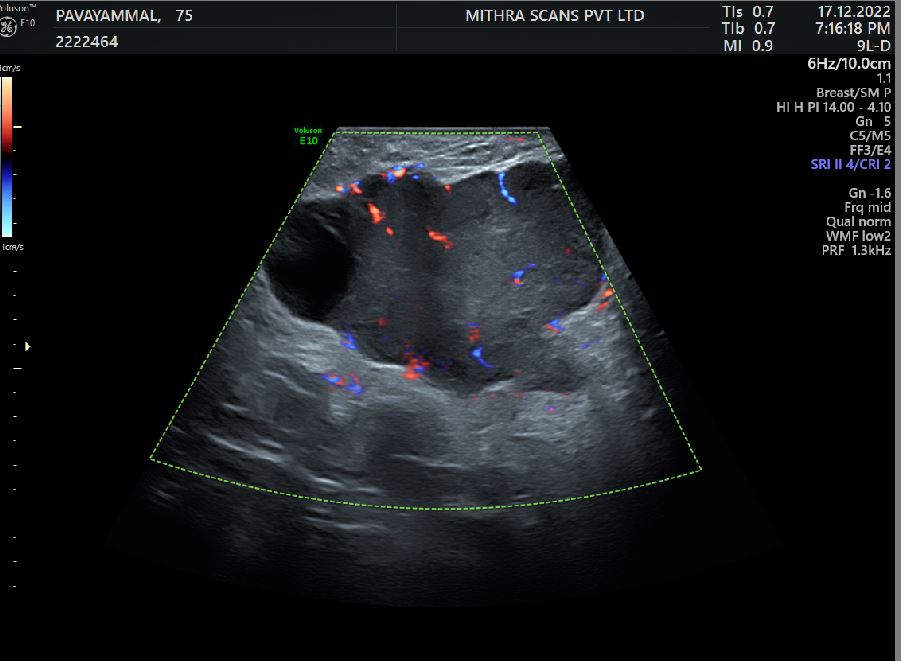 Voluson™
E10
PAVAYAMMAL, 75
2222464
MITHRA SCANS PVT LTD
TIs 0.7
TIb 0.7
MI 0.9
17.12.2022
7:16:18 PM
9L-D
6Hz/10.0cm
1.1
Breast/SM P
HI H PI 14.00 - 4.10
Gn 5
C5/M5
FF3/E4
SRI II 4/CRI 2
Gn -1.6
Frq mid
Qual norm
WMF low2
PRF 1.3kHz
cm/s
cm/s
Voluson
E10